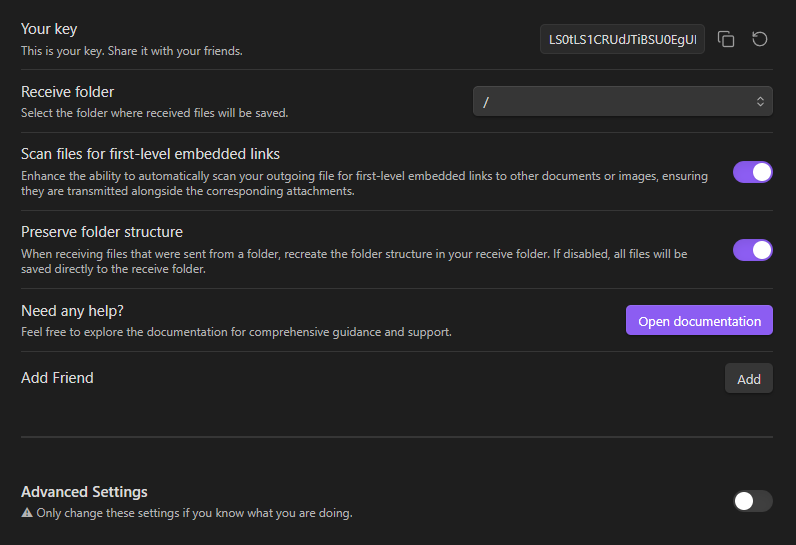 Your key
This is your key. Share it with your friends.
LS0tLS1CRUdJTiBSU0EgUI
Receive folder
Select the folder where received files will be saved.
/
Scan files for first-level embedded links
Enhance the ability to automatically scan your outgoing file for first-level embedded links to other documents or images, ensuring
they are transmitted alongside the corresponding attachments.
Preserve folder structure
When receiving files that were sent from a folder, recreate the folder structure in your receive folder. If disabled, all files will be
saved directly to the receive folder.
Need any help?
Feel free to explore the documentation for comprehensive guidance and support.
Open documentation
Add Friend
Add
Advanced Settings
⚠ Only change these settings if you know what you are doing.